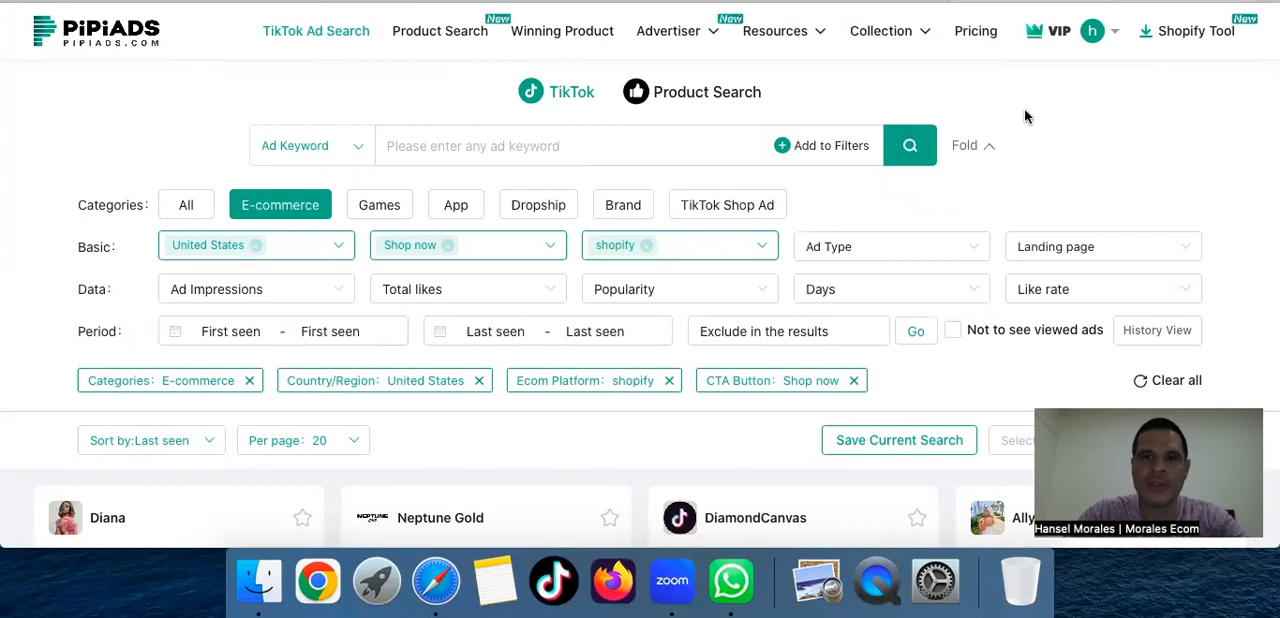 PiPiADS
PIPIADS.COM
TikTok Ad Search
Product Search
New
Winning Product
Advertiser
New
Resources
Collection
Pricing
VIP
h
Shopify Tool
New
TikTok
Product Search
Ad Keyword
Please enter any ad keyword
Add to Filters
Fold
Categories:
All
E-commerce
Games
App
Dropship
Brand
TikTok Shop Ad
Basic:
United States
Shop now
shopify
Ad Type
Landing page
Data:
Ad Impressions
Total likes
Popularity
Days
Like rate
Period:
First seen - First seen
Last seen - Last seen
Exclude in the results
Go
Not to see viewed ads
History View
Categories: E-commerce
Country/Region: United States
Ecom Platform: shopify
CTA Button: Shop now
Clear all
Sort by:Last seen
Per page: 20
Save Current Search
Selec
Diana
NEPTUNE
Neptune Gold
DiamondCanvas
Ally
Hansel Morales | Morales Ecom
zoom